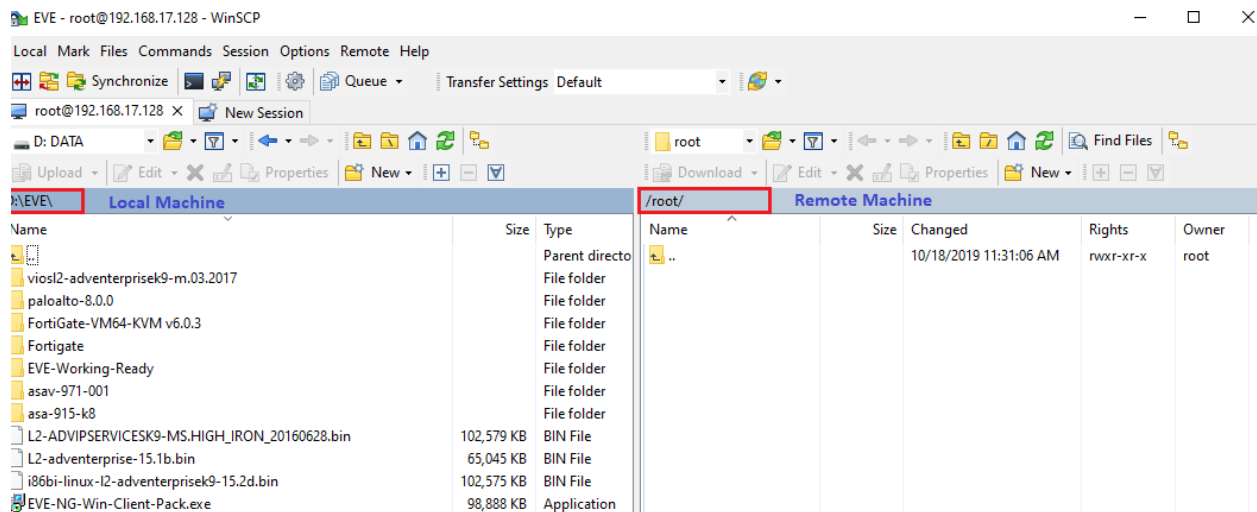 EVE - root@192.168.17.128 - WinSCP
Local Mark Files Commands Session Options Remote Help
Synchronize Queue Transfer Settings Default
root@192.168.17.128 New Session
D: DATA root Find Files
Upload Edit Properties New Download Edit Properties New
:\EVE\ Local Machine /root/ Remote Machine
Name Size Type Name Size Changed Rights Owner
.. Parent directo .. 10/18/2019 11:31:06 AM rwxr-xr-x root
viosl2-adventerprisek9-m.03.2017 File folder
paloalto-8.0.0 File folder
FortiGate-VM64-KVM v6.0.3 File folder
Fortigate File folder
EVE-Working-Ready File folder
asav-971-001 File folder
asa-915-k8 File folder
L2-ADVIPSERVICESK9-MS.HIGH_IRON_20160628.bin 102,579 KB BIN File
L2-adventerprise-15.1b.bin 65,045 KB BIN File
i86bi-linux-l2-adventerprisek9-15.2d.bin 102,575 KB BIN File
EVE-NG-Win-Client-Pack.exe 98,888 KB Application